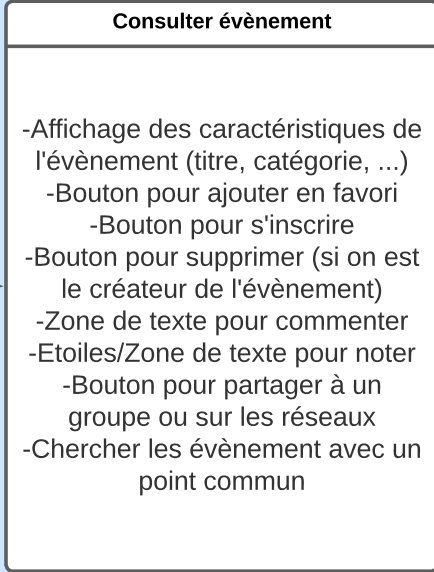 Consulter évènement
-Affichage des caractéristiques de
l'évènement (titre, catégorie, ...)
-Bouton pour ajouter en favori
-Bouton pour s'inscrire
-Bouton pour supprimer (si on est
le créateur de l'évènement)
-Zone de texte pour commenter
-Etoiles/Zone de texte pour noter
-Bouton pour partager à un
groupe ou sur les réseaux
-Chercher les évènement avec un
point commun